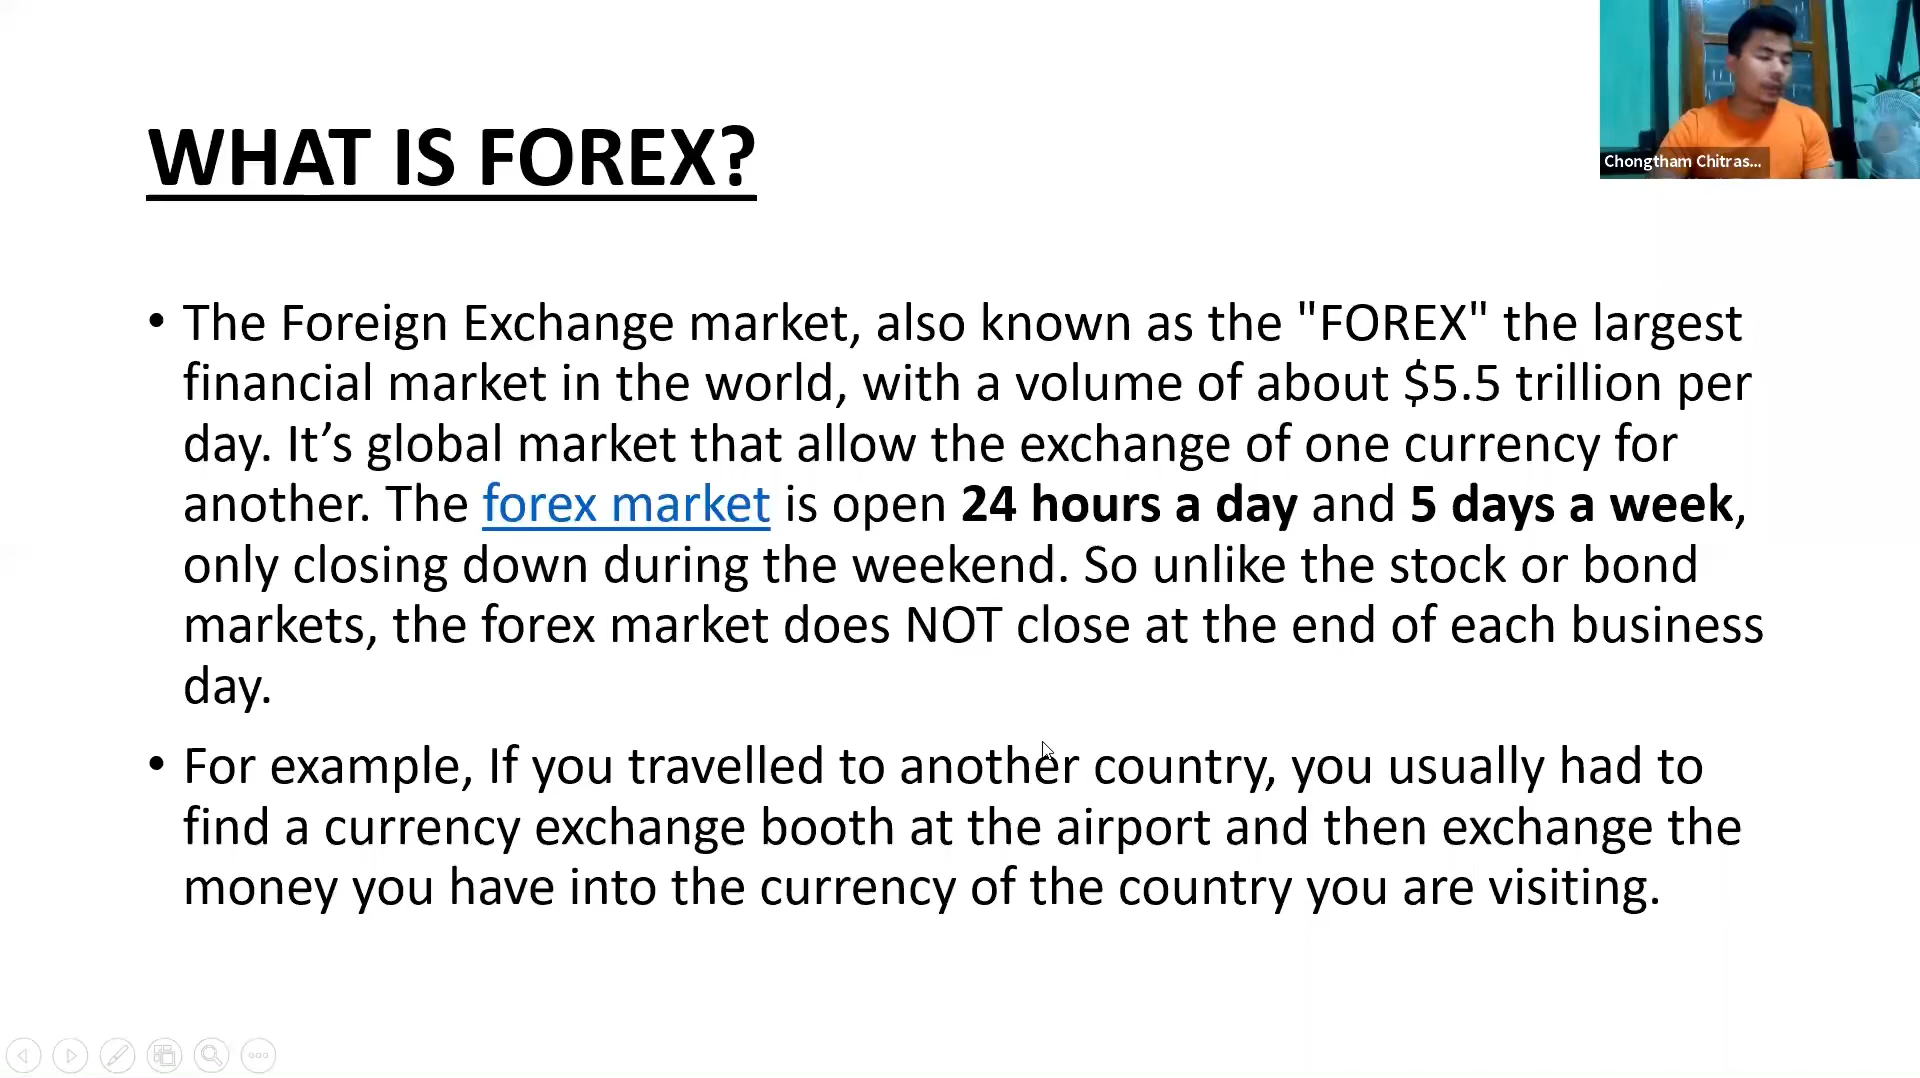 WHAT IS FOREX?
Chongtham Chitras...
• The Foreign Exchange market, also known as the "FOREX" the largest
financial market in the world, with a volume of about $5.5 trillion per
day. It’s global market that allow the exchange of one currency for
another. The forex market is open 24 hours a day and 5 days a week,
only closing down during the weekend. So unlike the stock or bond
markets, the forex market does NOT close at the end of each business
day.
• For example, If you travelled to another country, you usually had to
find a currency exchange booth at the airport and then exchange the
money you have into the currency of the country you are visiting.